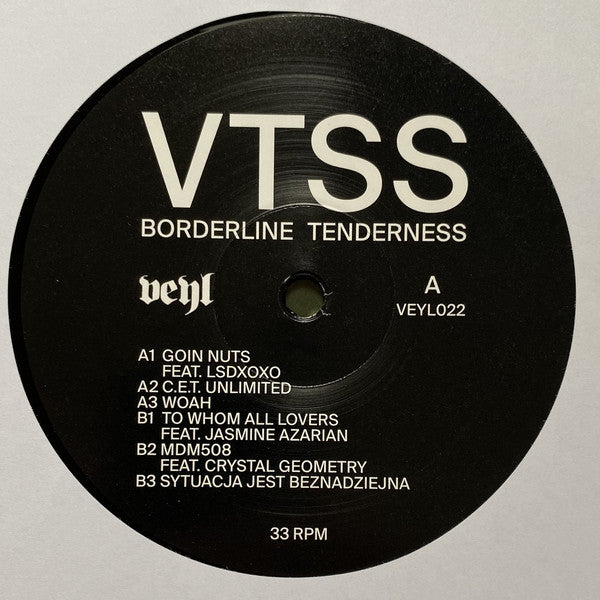 VTSS
BORDERLINE TENDERNESS
veyl
A
VEYL022
A1 GOIN NUTS
FEAT. LSDXOXO
A2 C.E.T. UNLIMITED
A3 WOAH
B1 TO WHOM ALL LOVERS
FEAT. JASMINE AZARIAN
B2 MDM508
FEAT. CRYSTAL GEOMETRY
B3 SYTUACJA JEST BEZNADZIEJNA
33 RPM